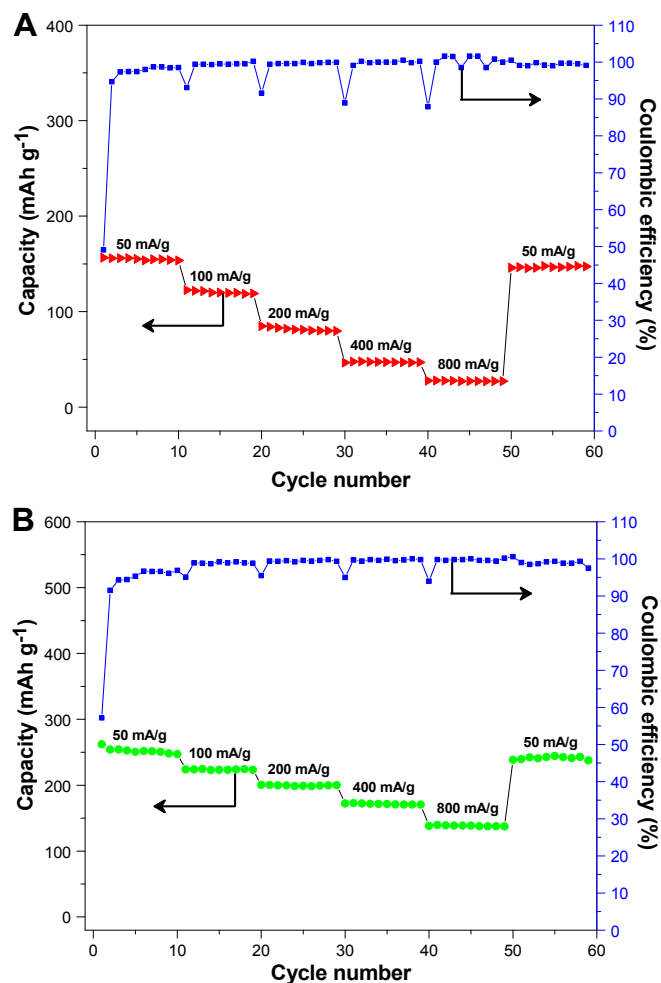 A
400
300
200
100
0
Capacity (mAh g⁻¹)
110
100
90
80
70
60
50
40
30
20
10
0
Coulombic efficiency (%)
50 mA/g
100 mA/g
200 mA/g
400 mA/g
800 mA/g
50 mA/g
0 10 20 30 40 50 60
Cycle number
B
600
500
400
300
200
100
0
Capacity (mAh g⁻¹)
110
100
90
80
70
60
50
40
30
20
10
0
Coulombic efficiency (%)
50 mA/g
100 mA/g
200 mA/g
400 mA/g
800 mA/g
50 mA/g
0 10 20 30 40 50 60
Cycle number